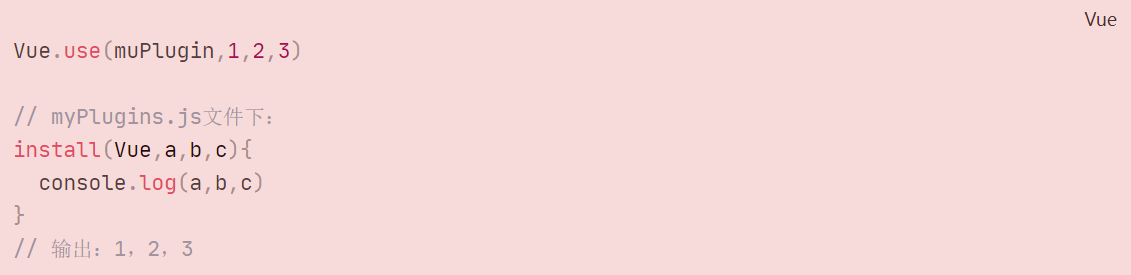 Vue
Vue.use(muPlugin,1,2,3)
// myPlugins.js文件下:
install(Vue,a,b,c){
  console.log(a,b,c)
}
// 输出：1，2，3